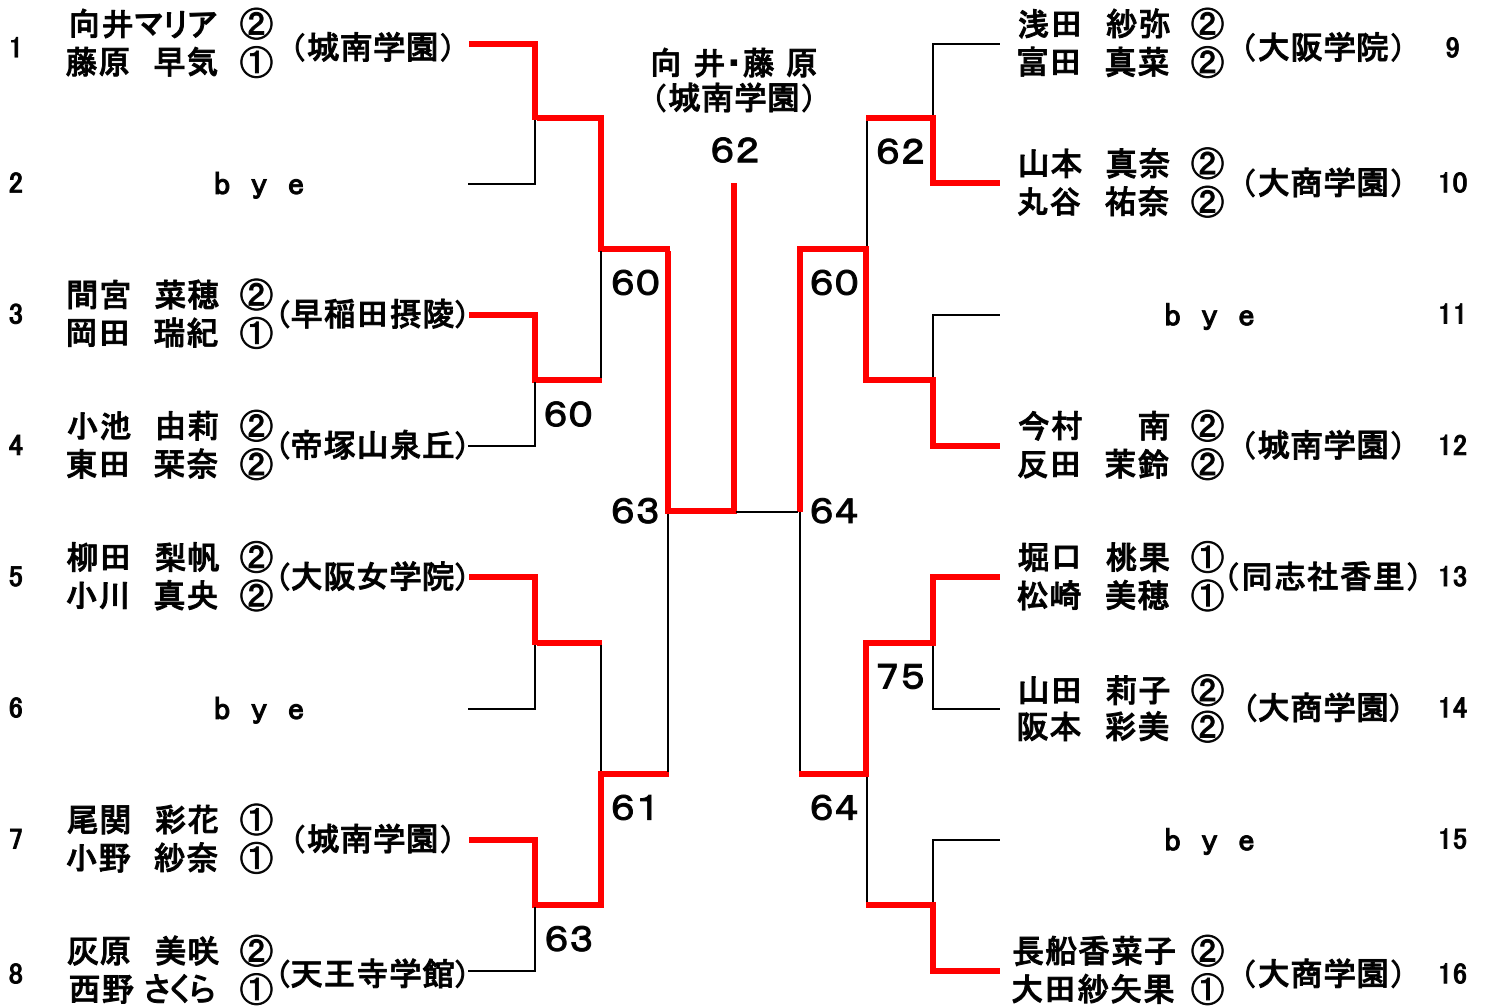 1 向井マリア ② (城南学園)
藤原 早気 ①
2 bye
3 間宮 菜穂 ② (早稲田摂陵)
岡田 瑞紀 ①
4 小池 由莉 ② (帝塚山泉丘)
東田 栞奈 ②
5 柳田 梨帆 ② (大阪女学院)
小川 真央 ②
6 bye
7 尾関 彩花 ① (城南学園)
小野 紗奈 ①
8 灰原 美咲 ② (天王寺学館)
西野 さくら ①
60
63
60
61
63
向井・藤原
(城南学園)
62
62
75
60
64
64
浅田 紗弥 ② (大阪学院) 9
富田 真菜 ②
山本 真奈 ② (大商学園) 10
丸谷 祐奈 ②
bye 11
今村 南 ② (城南学園) 12
反田 茉鈴 ②
堀口 桃果 ① (同志社香里) 13
松崎 美穂 ①
山田 莉子 ② (大商学園) 14
阪本 彩美 ②
bye 15
長船香菜子 ② (大商学園) 16
大田紗矢果 ①